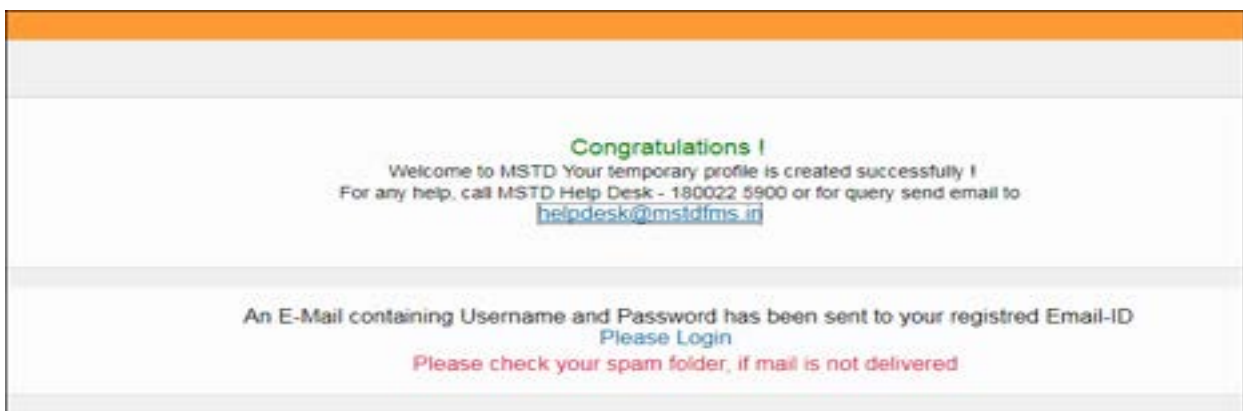 Congratulations !
Welcome to MSTD Your temporary profile is created successfully !
For any help, call MSTD Help Desk - 180022 5900 or for query send email to
helpdesk@mstdfms.in
An E-Mail containing Username and Password has been sent to your registred Email-ID
Please Login
Please check your spam folder, if mail is not delivered